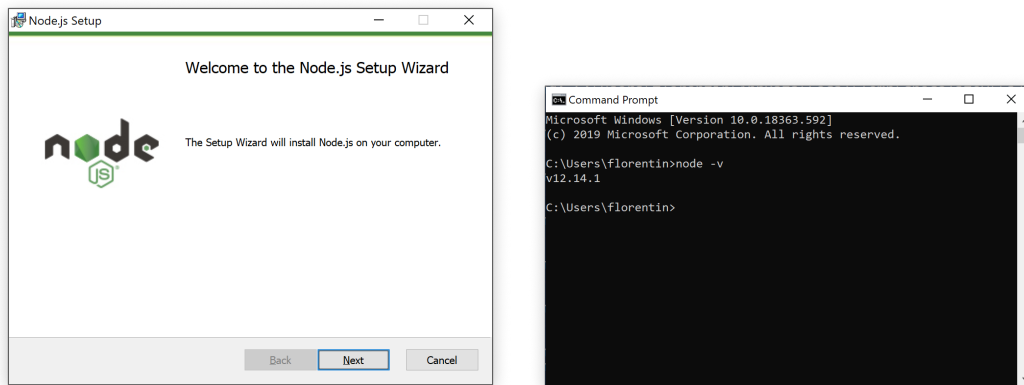 Node.js Setup
Welcome to the Node.js Setup Wizard
node
JS
The Setup Wizard will install Node.js on your computer.
Back
Next
Cancel
C:\.
Command Prompt
Microsoft Windows [Version 10.0.18363.592]
(c) 2019 Microsoft Corporation. All rights reserved.
C:\Users\florentin>node -v
v12.14.1
C:\Users\florentin>